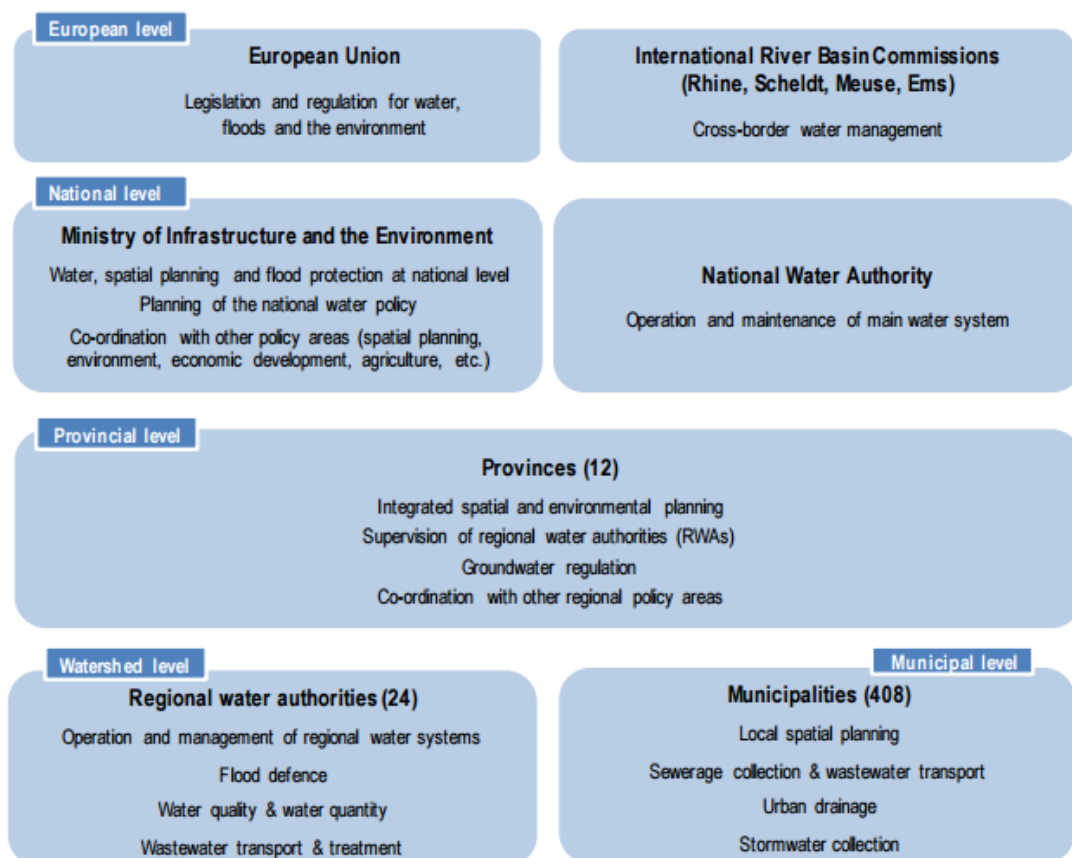 European level
European Union
Legislation and regulation for water,
floods and the environment
International River Basin Commissions
(Rhine, Scheldt, Meuse, Ems)
Cross-border water management
National level
Ministry of Infrastructure and the Environment
Water, spatial planning and flood protection at national level
Planning of the national water policy
Co-ordination with other policy areas (spatial planning,
environment, economic development, agriculture, etc.)
National Water Authority
Operation and maintenance of main water system
Provincial level
Provinces (12)
Integrated spatial and environmental planning
Supervision of regional water authorities (RWAs)
Groundwater regulation
Co-ordination with other regional policy areas
Watershed level
Regional water authorities (24)
Operation and management of regional water systems
Flood defence
Water quality & water quantity
Wastewater transport & treatment
Municipal level
Municipalities (408)
Local spatial planning
Sewerage collection & wastewater transport
Urban drainage
Stormwater collection